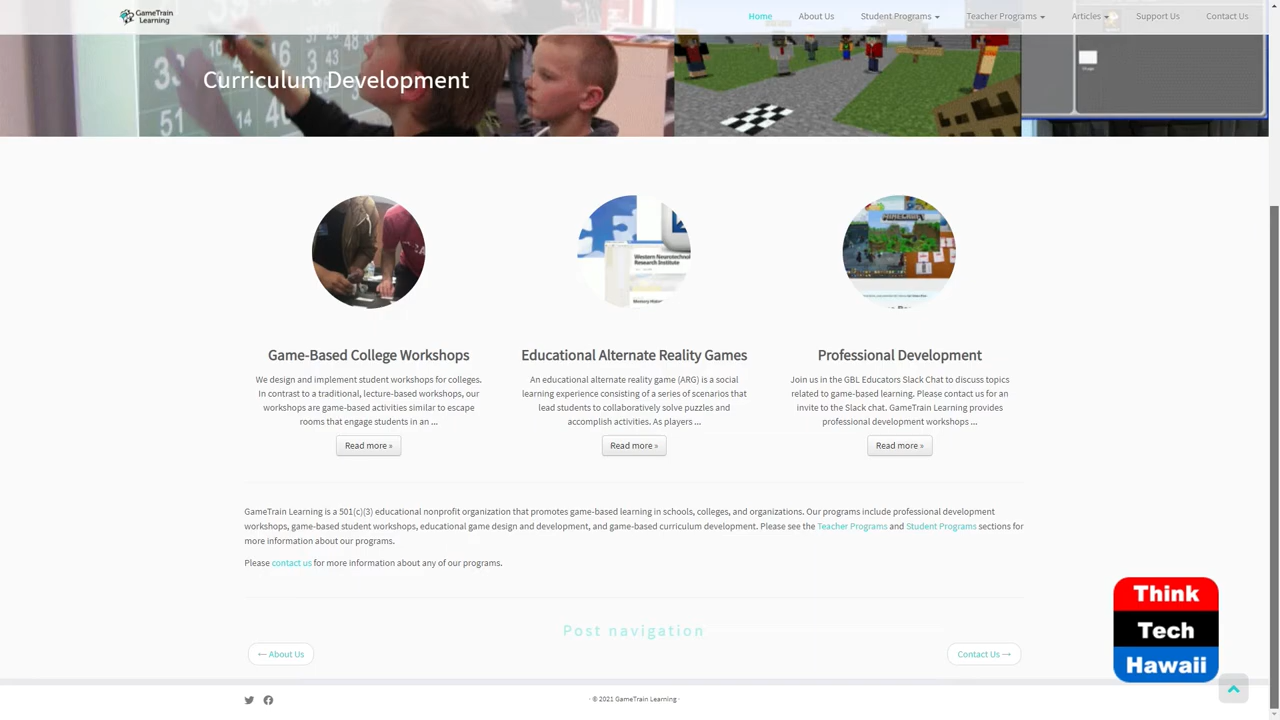 GameTrain
Learning
Home
About Us
Student Programs
Teacher Programs
Articles
Support Us
Contact Us
Curriculum Development
33
51
Western Neurotechnol
Research Institute
MINECRAFT
Game-Based College Workshops
We design and implement student workshops for colleges.
In contrast to a traditional, lecture-based workshops, our
workshops are game-based activities similar to escape
rooms that engage students in an ...
Read more »
Educational Alternate Reality Games
An educational alternate reality game (ARG) is a social
learning experience consisting of a series of scenarios that
lead students to collaboratively solve puzzles and
accomplish activities. As players ...
Read more »
Professional Development
Join us in the GBL Educators Slack Chat to discuss topics
related to game-based learning. Please contact us for an
invite to the Slack chat. GameTrain Learning provides
professional development workshops ...
Read more »
GameTrain Learning is a 501(c)(3) educational nonprofit organization that promotes game-based learning in schools, colleges, and organizations. Our programs include professional development
workshops, game-based student workshops, educational game design and development, and game-based curriculum development. Please see the Teacher Programs and Student Programs sections for
more information about our programs.
Please contact us for more information about any of our programs.
Post navigation
← About Us
Contact Us →
Think
Tech
Hawaii
· © 2021 GameTrain Learning ·